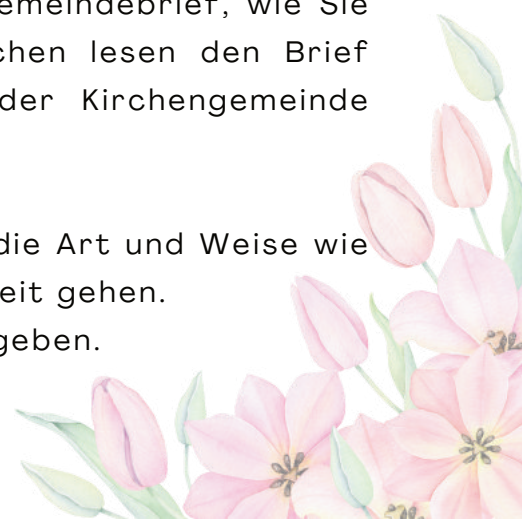 emeindebrief, wie Sie
chen lesen den Brief
der Kirchengemeinde
die Art und Weise wie
eit gehen.
geben.